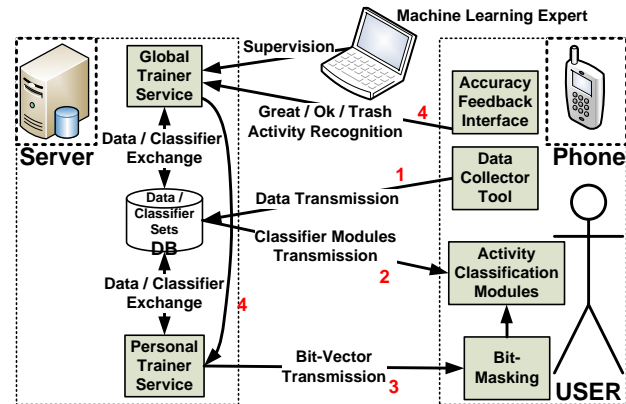 Machine Learning Expert
Global
Trainer
Service
Supervision
Accuracy
Feedback
Interface
Great / Ok / Trash
Activity Recognition
4
Server
Phone
Data / Classifier
Exchange
Data
Collector
Tool
1
Data Transmission
Data /
Classifier
Sets
DB
Classifier Modules
Transmission
2
Activity
Classification
Modules
Data / Classifier
Exchange
4
Personal
Trainer
Service
Bit-Vector
Transmission
3
Bit-
Masking
USER